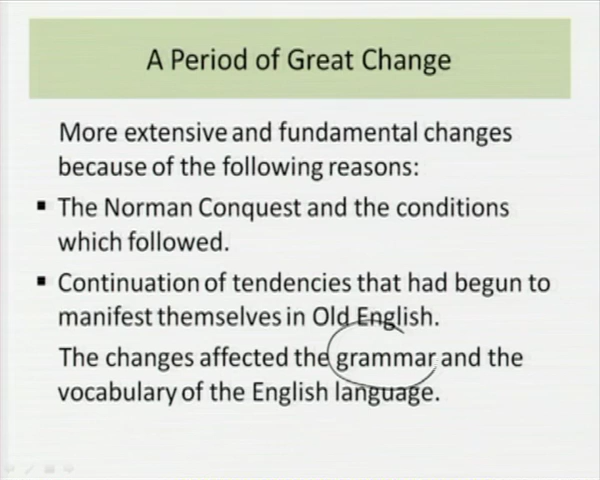 A Period of Great Change
More extensive and fundamental changes
because of the following reasons:
▪ The Norman Conquest and the conditions
which followed.
▪ Continuation of tendencies that had begun to
manifest themselves in Old English.
The changes affected the grammar and the
vocabulary of the English language.